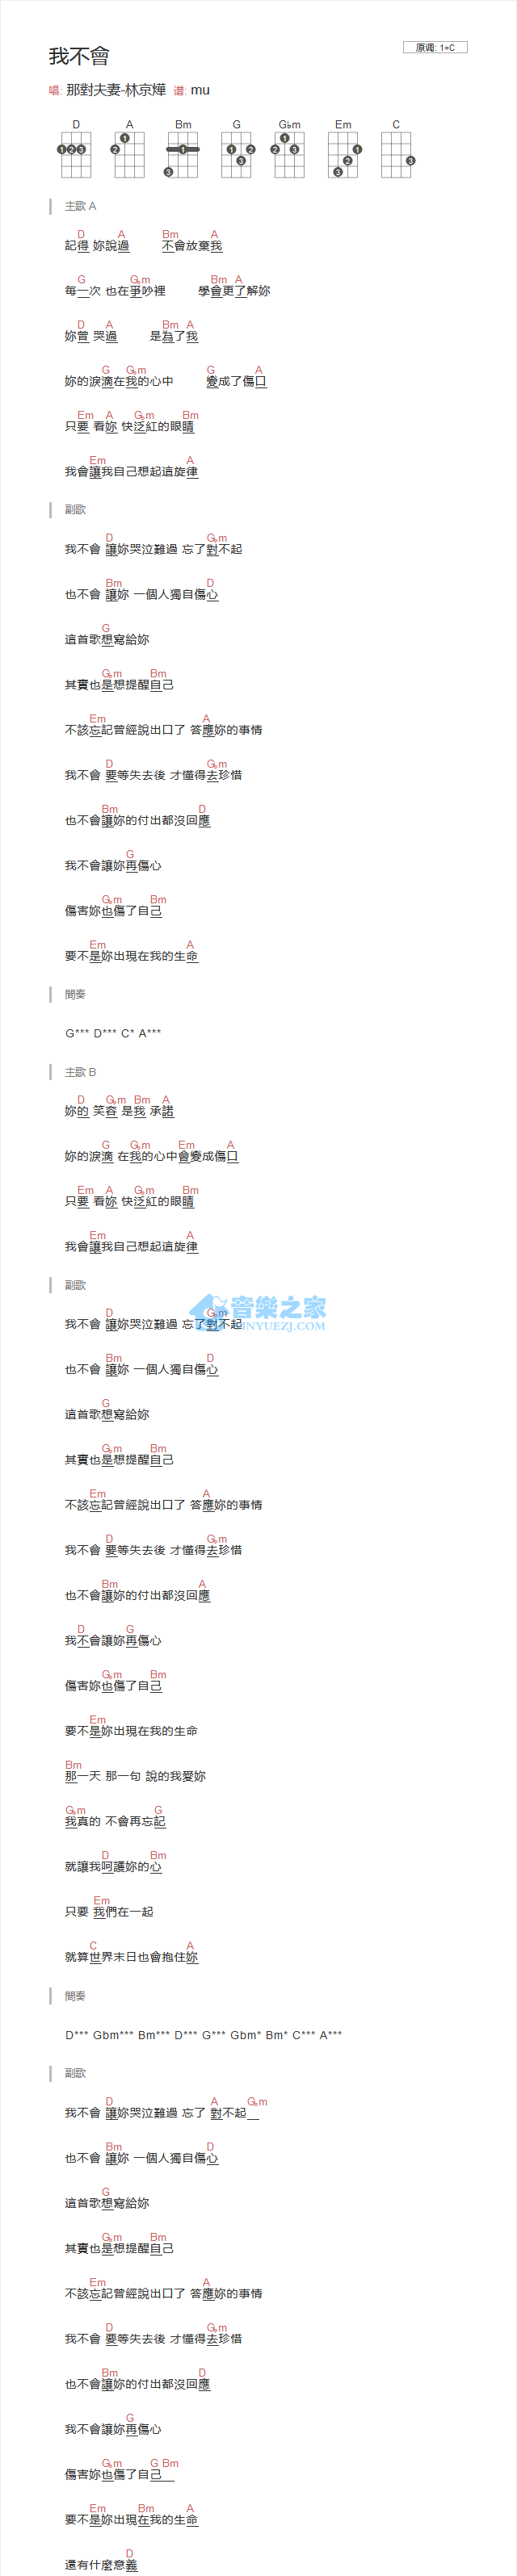 我不會
原调: 1=C
唱: 那對夫妻-林京燁 谱: mu
D A Bm G G♭m Em C
主歌 A
D A Bm A
記得 妳說過 不會放棄我
G G♭m Bm A
每一次 也在爭吵裡 學會更了解妳
D A Bm A
妳曾 哭過 是為了我
G G♭m G A
妳的淚滴在我的心中 變成了傷口
Em A G♭m Bm
只要 看妳 快泛紅的眼睛
Em A
我會讓我自己想起這旋律
副歌
D G♭m
我不會 讓妳哭泣難過 忘了對不起
Bm D
也不會 讓妳 一個人獨自傷心
G
這首歌想寫給妳
G♭m Bm
其實也是想提醒自己
Em A
不該忘記曾經說出口了 答應妳的事情
D G♭m
我不會 要等失去後 才懂得去珍惜
Bm D
也不會讓妳的付出都沒回應
G
我不會讓妳再傷心
G♭m Bm
傷害妳也傷了自己
Em A
要不是妳出現在我的生命
間奏
G*** D*** C* A***
主歌 B
D G♭m Bm A
妳的 笑容 是我 承諾
G G♭m Em A
妳的淚滴 在我的心中會變成傷口
Em A G♭m Bm
只要 看妳 快泛紅的眼睛
Em A
我會讓我自己想起這旋律
副歌
音樂之家
YINYUEZJ.COM
D G♭m
我不會 讓妳哭泣難過 忘了對不起
Bm D
也不會 讓妳 一個人獨自傷心
G
這首歌想寫給妳
G♭m Bm
其實也是想提醒自己
Em A
不該忘記曾經說出口了 答應妳的事情
D G♭m
我不會 要等失去後 才懂得去珍惜
Bm A
也不會讓妳的付出都沒回應
D G
我不會讓妳再傷心
G♭m Bm
傷害妳也傷了自己
Em
要不是妳出現在我的生命
Bm
那一天 那一句 說的我愛妳
G♭m G
我真的 不會再忘記
D Bm
就讓我呵護妳的心
Em
只要 我們在一起
C A
就算世界末日也會抱住妳
間奏
D*** Gbm*** Bm*** D*** G*** Gbm* Bm* C*** A***
副歌
D A G♭m
我不會 讓妳哭泣難過 忘了 對不起
Bm D
也不會 讓妳 一個人獨自傷心
G
這首歌想寫給妳
G♭m Bm
其實也是想提醒自己
Em A
不該忘記曾經說出口了 答應妳的事情
D G♭m
我不會 要等失去後 才懂得去珍惜
Bm D
也不會讓妳的付出都沒回應
G
我不會讓妳再傷心
G♭m G Bm
傷害妳也傷了自己
Em Bm A
要不是妳出現在我的生命
D
還有什麼意義